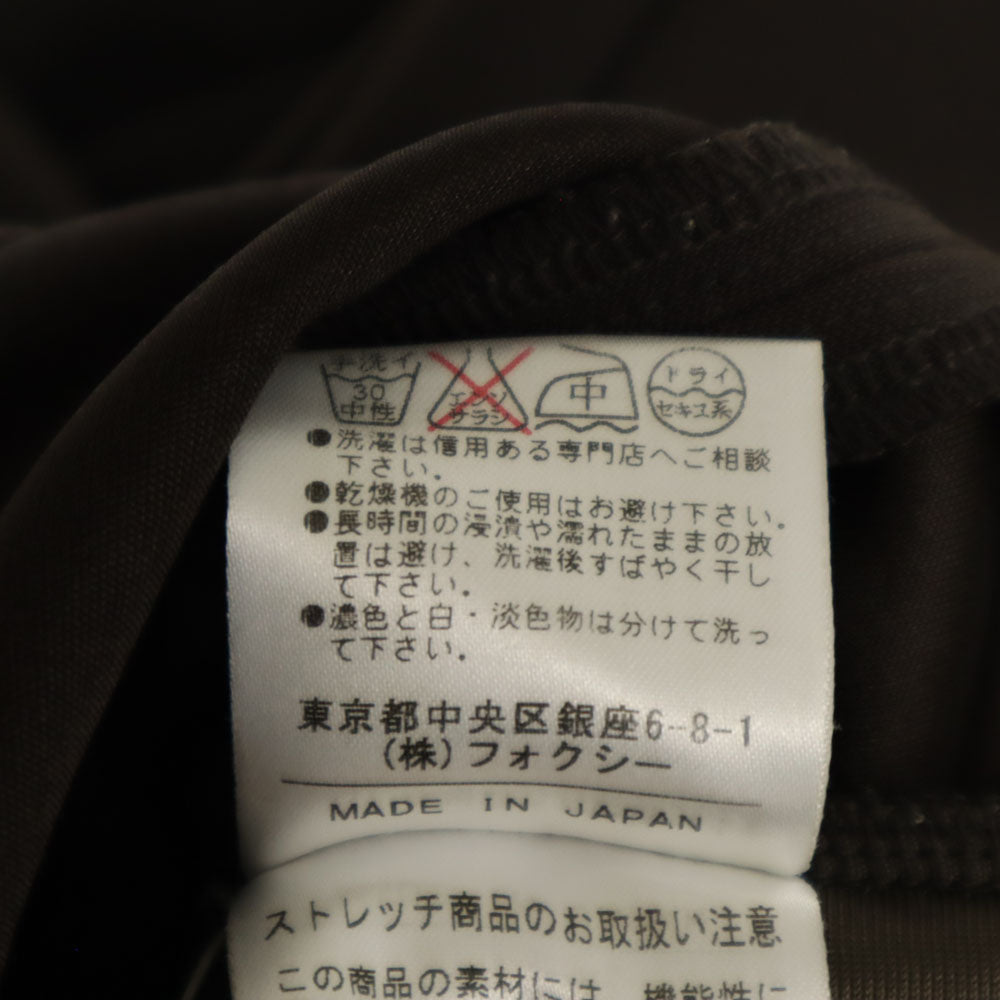 手洗イ
30
中性
エンソ
サラシ
中
ドライ
セキユ系
●洗濯は信用ある専門店へご相談
下さい。
●乾燥機のご使用はお避け下さい。
●長時間の浸漬や濡れたままの放
置は避け、洗濯後すばやく干し
て下さい。
●濃色と白・淡色物は分けて洗っ
て下さい。
東京都中央区銀座6-8-1
(株)フォクシー
MADE IN JAPAN
ストレッチ商品のお取扱い注意
この商品の素材には、機能性に